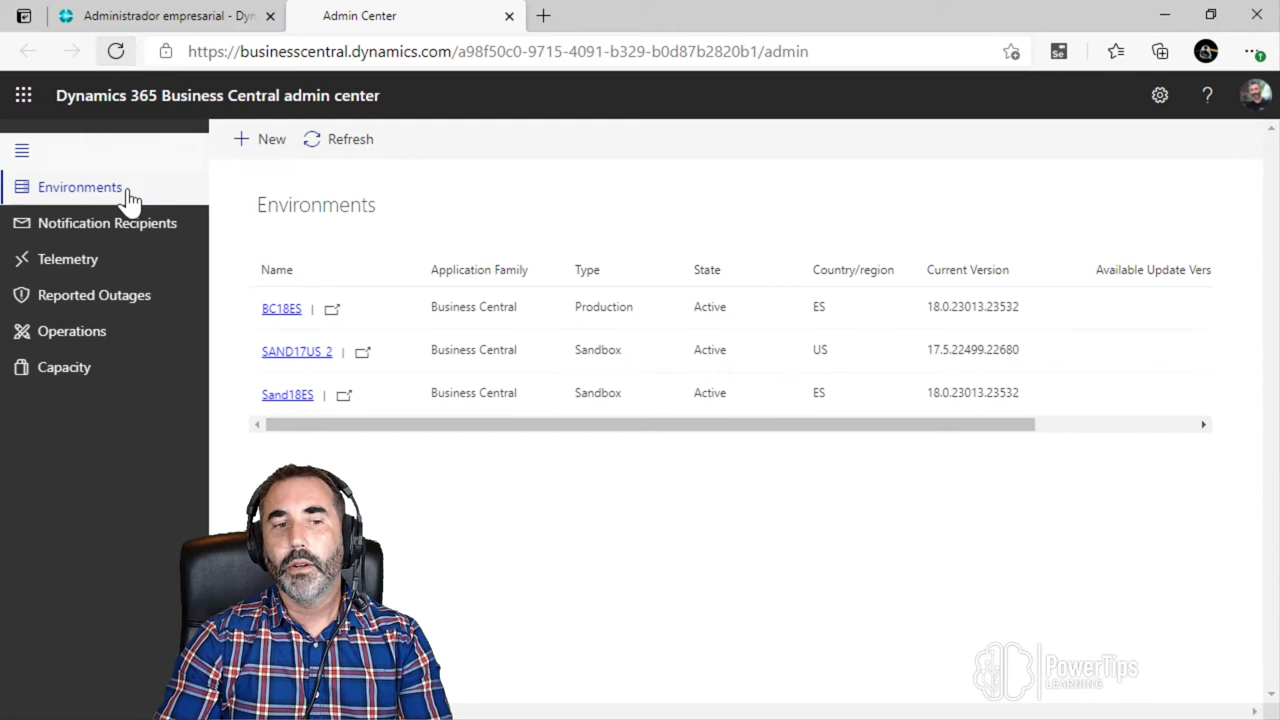 Administrador empresarial - Dyn
Admin Center
https://businesscentral.dynamics.com/a98f50c0-9715-4091-b329-b0d87b2820b1/admin
Se
Dynamics 365 Business Central admin center
?
Environments
Notification Recipients
Telemetry
Reported Outages
Operations
Capacity
New Refresh
Environments
Name Application Family Type State Country/region Current Version Available Update Vers
BC18ES | Business Central Production Active ES 18.0.23013.23532
SAND17US_2 | Business Central Sandbox Active US 17.5.22499.22680
Sand18ES | Business Central Sandbox Active ES 18.0.23013.23532
PowerTips
LEARNING